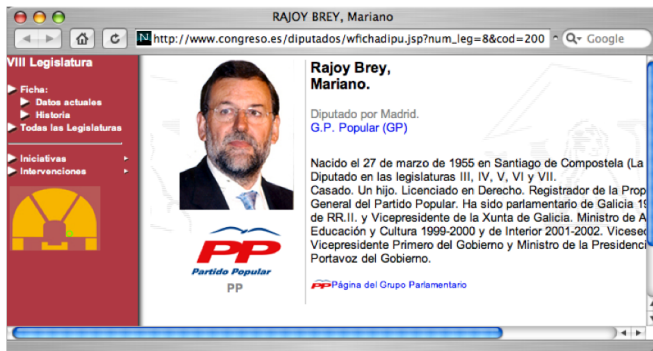 RAJOY BREY, Mariano
http://www.congreso.es/diputados/wfichadipu.jsp?num_leg=8&cod=200
Google
VIII Legislatura
Ficha:
Datos actuales
Historia
Todas las Legislaturas
Iniciativas
Intervenciones
PP
Partido Popular
PP
Rajoy Brey,
Mariano.
Diputado por Madrid.
G.P. Popular (GP)
Nacido el 27 de marzo de 1955 en Santiago de Compostela (La
Diputado en las legislaturas III, IV, V, VI y VII.
Casado. Un hijo. Licenciado en Derecho. Registrador de la Prop
General del Partido Popular. Ha sido parlamentario de Galicia 19
de RR.II. y Vicepresidente de la Xunta de Galicia. Ministro de A
Educación y Cultura 1999-2000 y de Interior 2001-2002. Vicesec
Vicepresidente Primero del Gobierno y Ministro de la Presidenci
Portavoz del Gobierno.
PP Página del Grupo Parlamentario